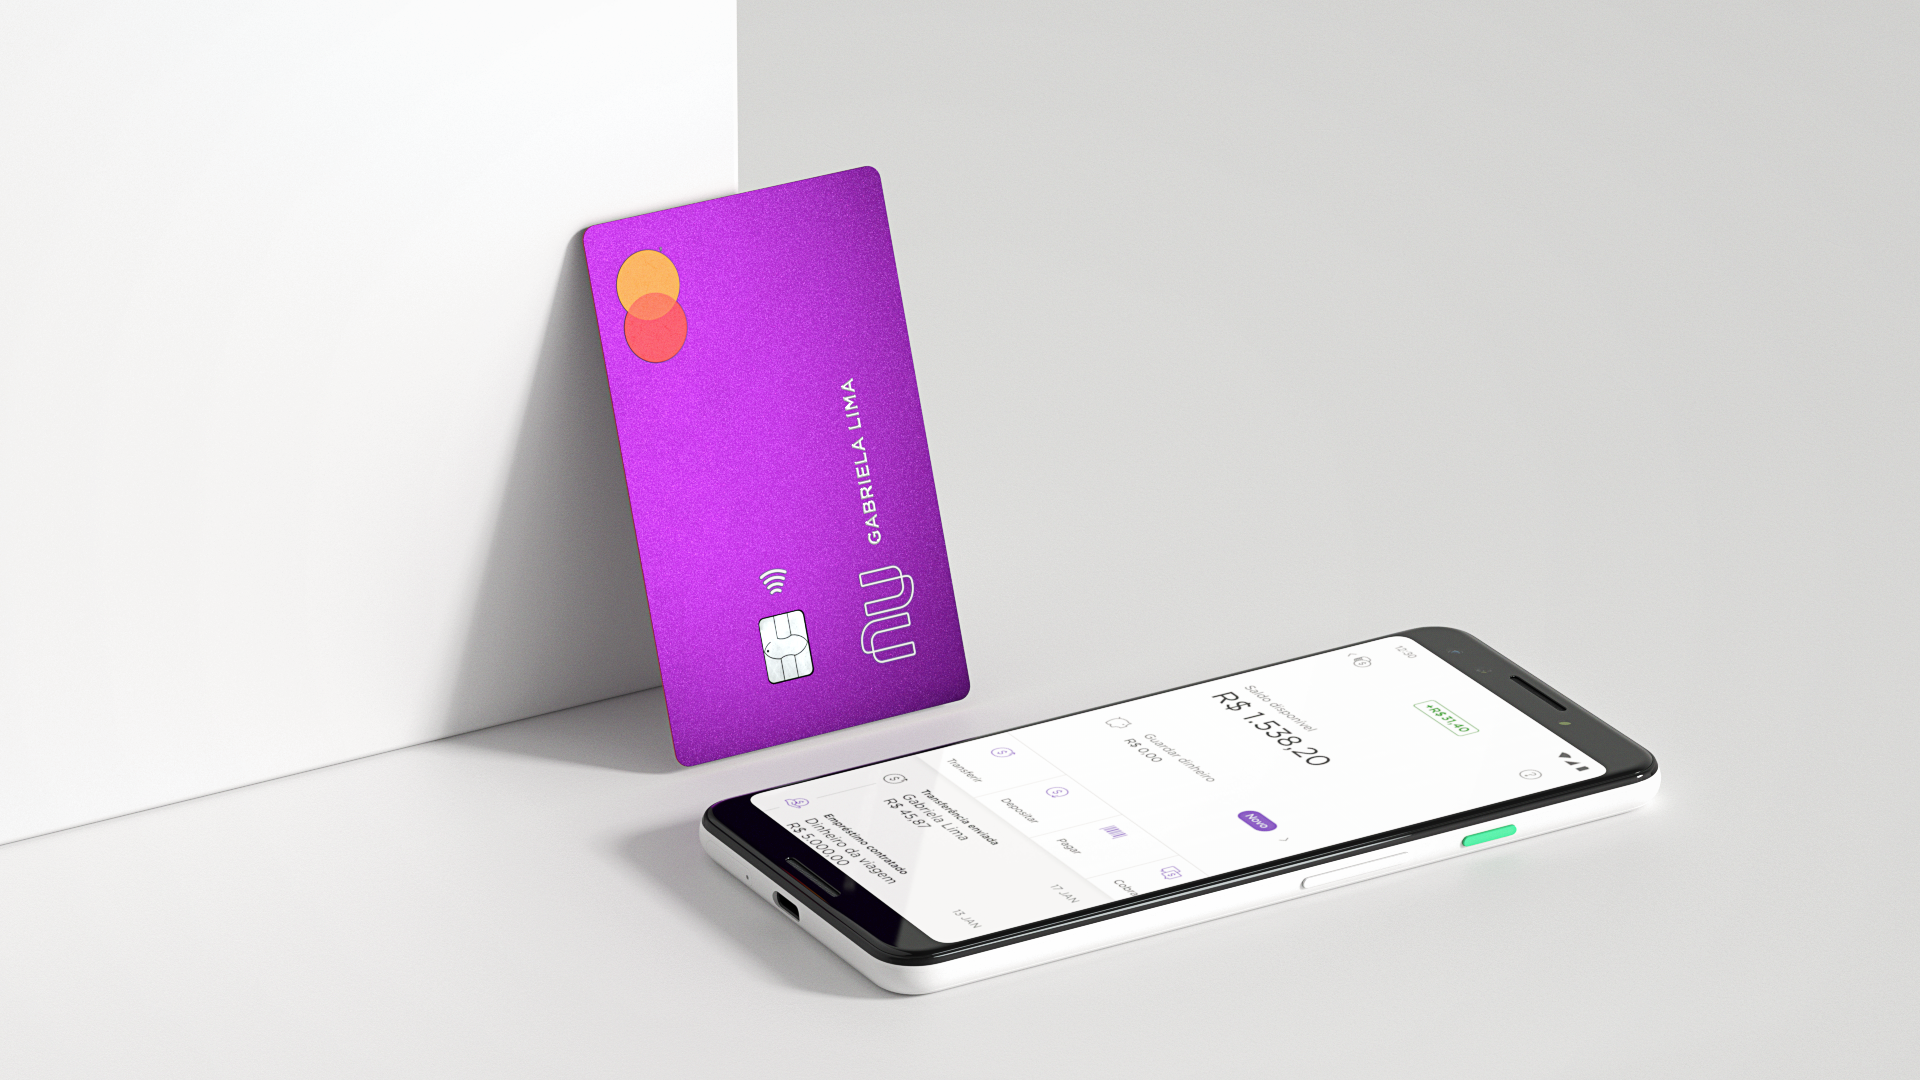 nu
GABRIELA LIMA
12:30
Saldo disponível
R$ 1.538,20
+R$ 31,40
Guardar dinheiro
R$ 0,00
Novo
Transferir
Depositar
Pagar
Transferência enviada
Gabriela Lima
R$ 45,87
17 JAN
Empréstimo contratado
Dinheiro da viagem
R$ 5.000,00
13 JAN